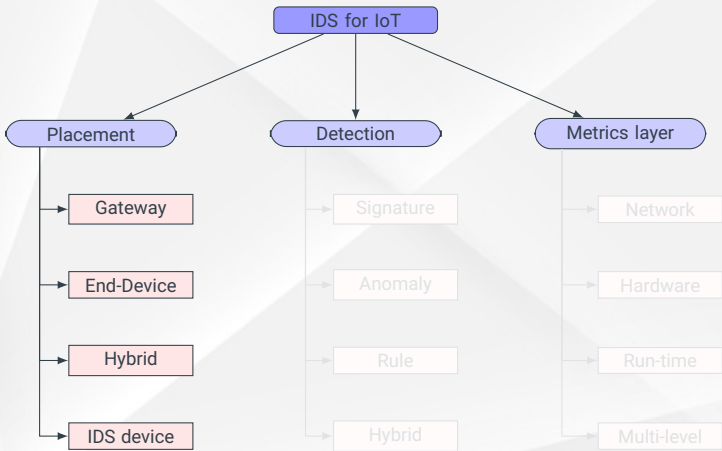 IDS for IoT
Placement
Detection
Metrics layer
Gateway
Signature
Network
End-Device
Anomaly
Hardware
Hybrid
Rule
Run-time
IDS device
Hybrid
Multi-level